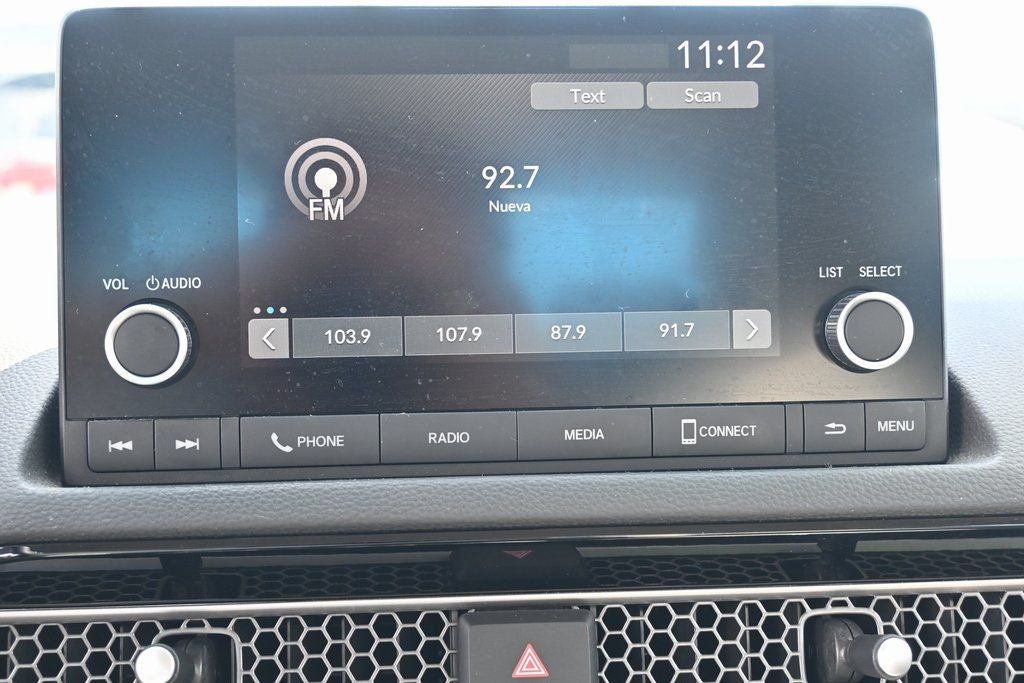 11:12
Text Scan
FM
92.7
Nueva
VOL AUDIO
LIST SELECT
103.9 107.9 87.9 91.7
PHONE RADIO MEDIA CONNECT MENU